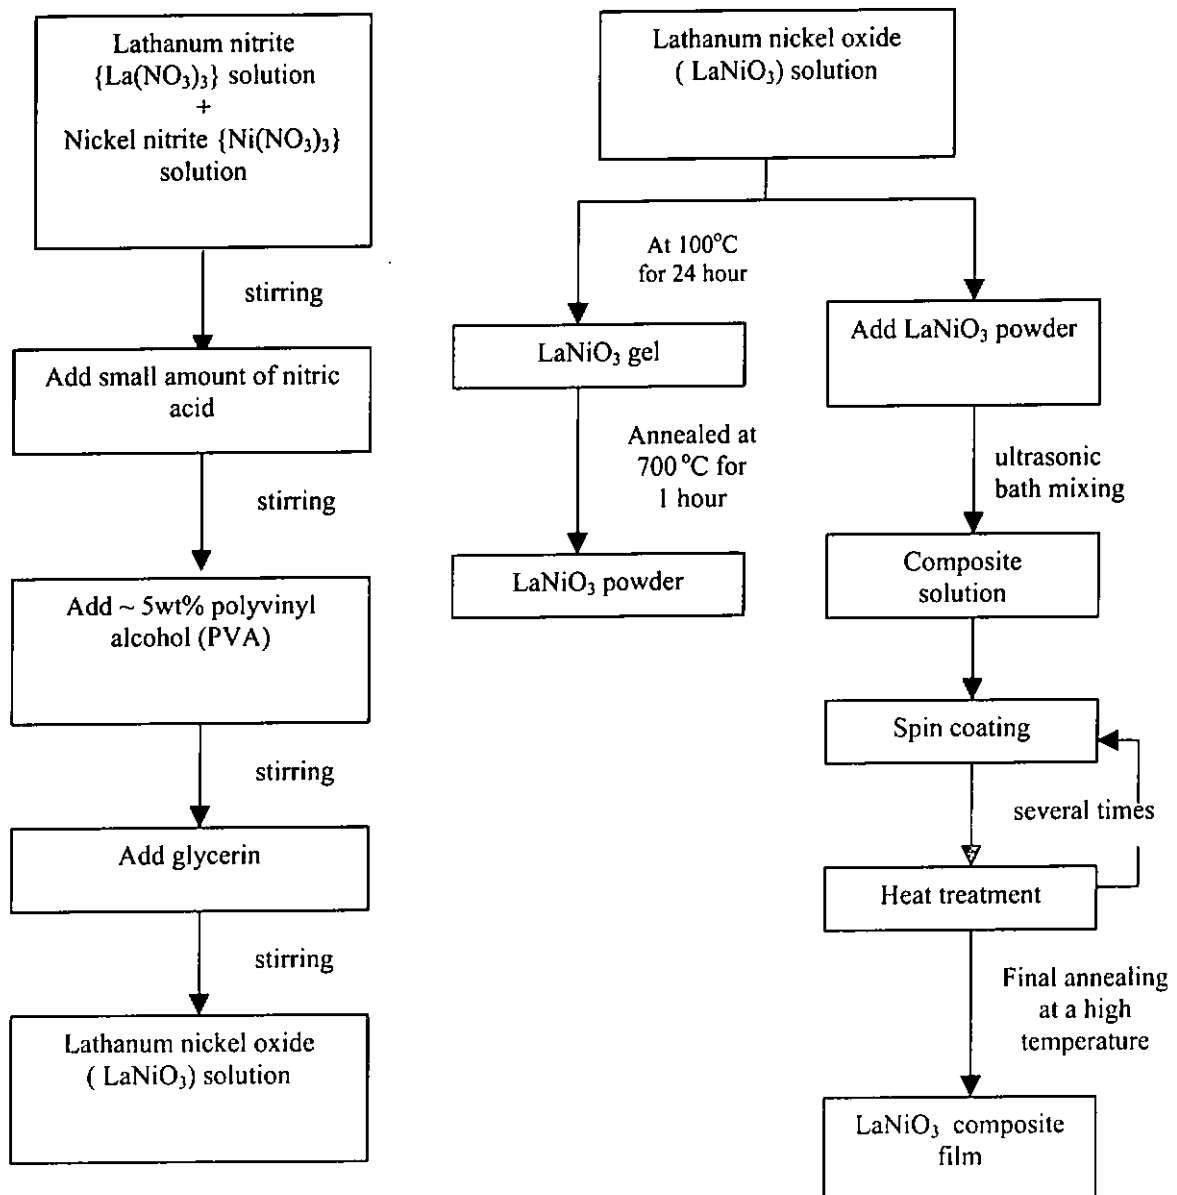 Lathanum nitrite
{La(NO₃)₃} solution
+
Nickel nitrite {Ni(NO₃)₃}
solution
stirring
Add small amount of nitric
acid
stirring
Add ~ 5wt% polyvinyl
alcohol (PVA)
stirring
Add glycerin
stirring
Lathanum nickel oxide
( LaNiO₃) solution
Lathanum nickel oxide
( LaNiO₃) solution
At 100°C
for 24 hour
LaNiO₃ gel
Annealed at
700 °C for
1 hour
LaNiO₃ powder
Add LaNiO₃ powder
ultrasonic
bath mixing
Composite
solution
Spin coating
several times
Heat treatment
Final annealing
at a high
temperature
LaNiO₃ composite
film